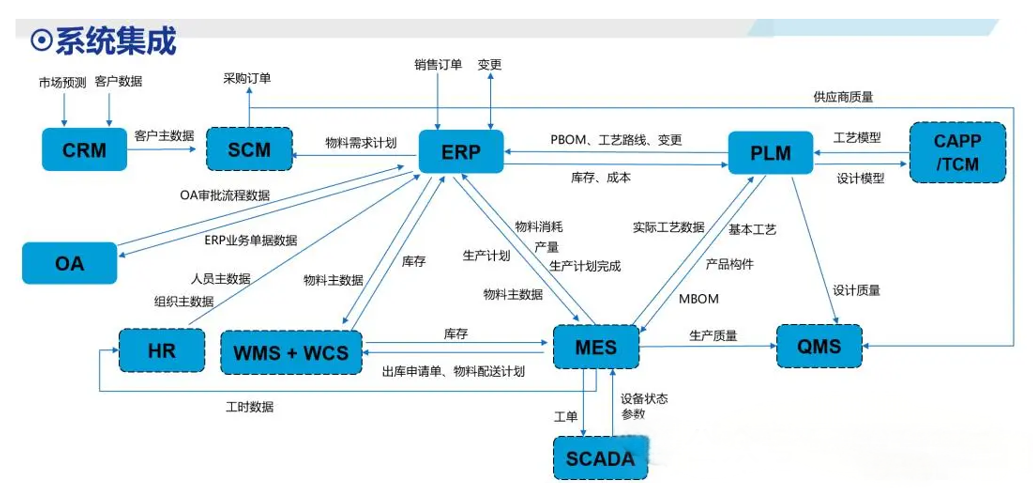 系统集成
销售订单
变更
采购订单
市场预测
客户数据
供应商质量
CRM
客户主数据
SCM
物料需求计划
ERP
PBOM、工艺路线、变更
库存、成本
PLM
工艺模型
设计模型
CAPP
/TCM
OA审批流程数据
ERP业务单据数据
OA
人员主数据
组织主数据
物料主数据
库存
生产计划
物料主数据
物料消耗
产量
生产计划完成
实际工艺数据
基本工艺
产品构件
MBOM
设计质量
HR
WMS + WCS
库存
出库申请单、物料配送计划
MES
生产质量
QMS
工时数据
工单
设备状态
参数
SCADA